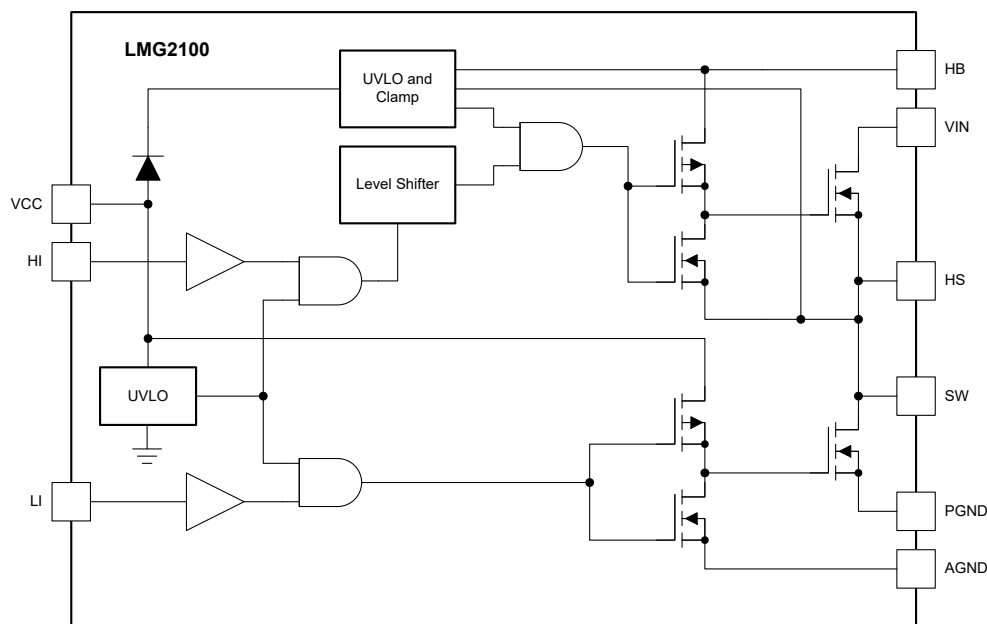 LMG2100
UVLO and
Clamp
HB
VIN
Level Shifter
VCC
HI
HS
UVLO
SW
LI
PGND
AGND